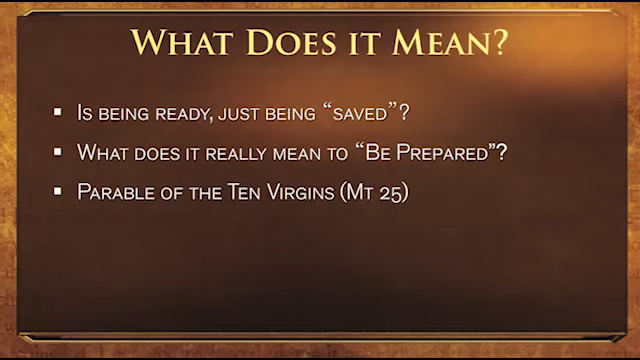 What Does it Mean?
▪ Is being ready, just being “saved”?
▪ What does it really mean to “Be Prepared”?
▪ Parable of the Ten Virgins (Mt 25)